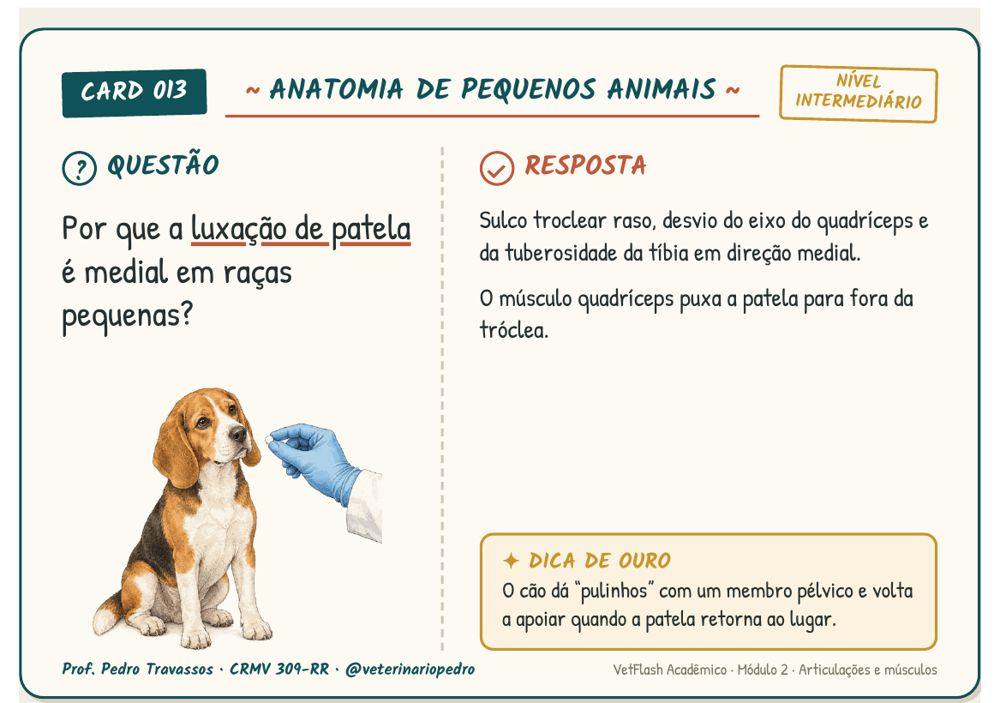 CARD 013
~ ANATOMIA DE PEQUENOS ANIMAIS ~
NÍVEL
INTERMEDIÁRIO
? QUESTÃO
Por que a luxação de patela
é medial em raças
pequenas?
RESPOSTA
Sulco troclear raso, desvio do eixo do quadríceps e
da tuberosidade da tíbia em direção medial.
O músculo quadríceps puxa a patela para fora da
tróclea.
✦ DICA DE OURO
O cão dá “pulinhos” com um membro pélvico e volta
a apoiar quando a patela retorna ao lugar.
Prof. Pedro Travassos · CRMV 309-RR · @veterinariopedro
VetFlash Acadêmico · Módulo 2 · Articulações e músculos